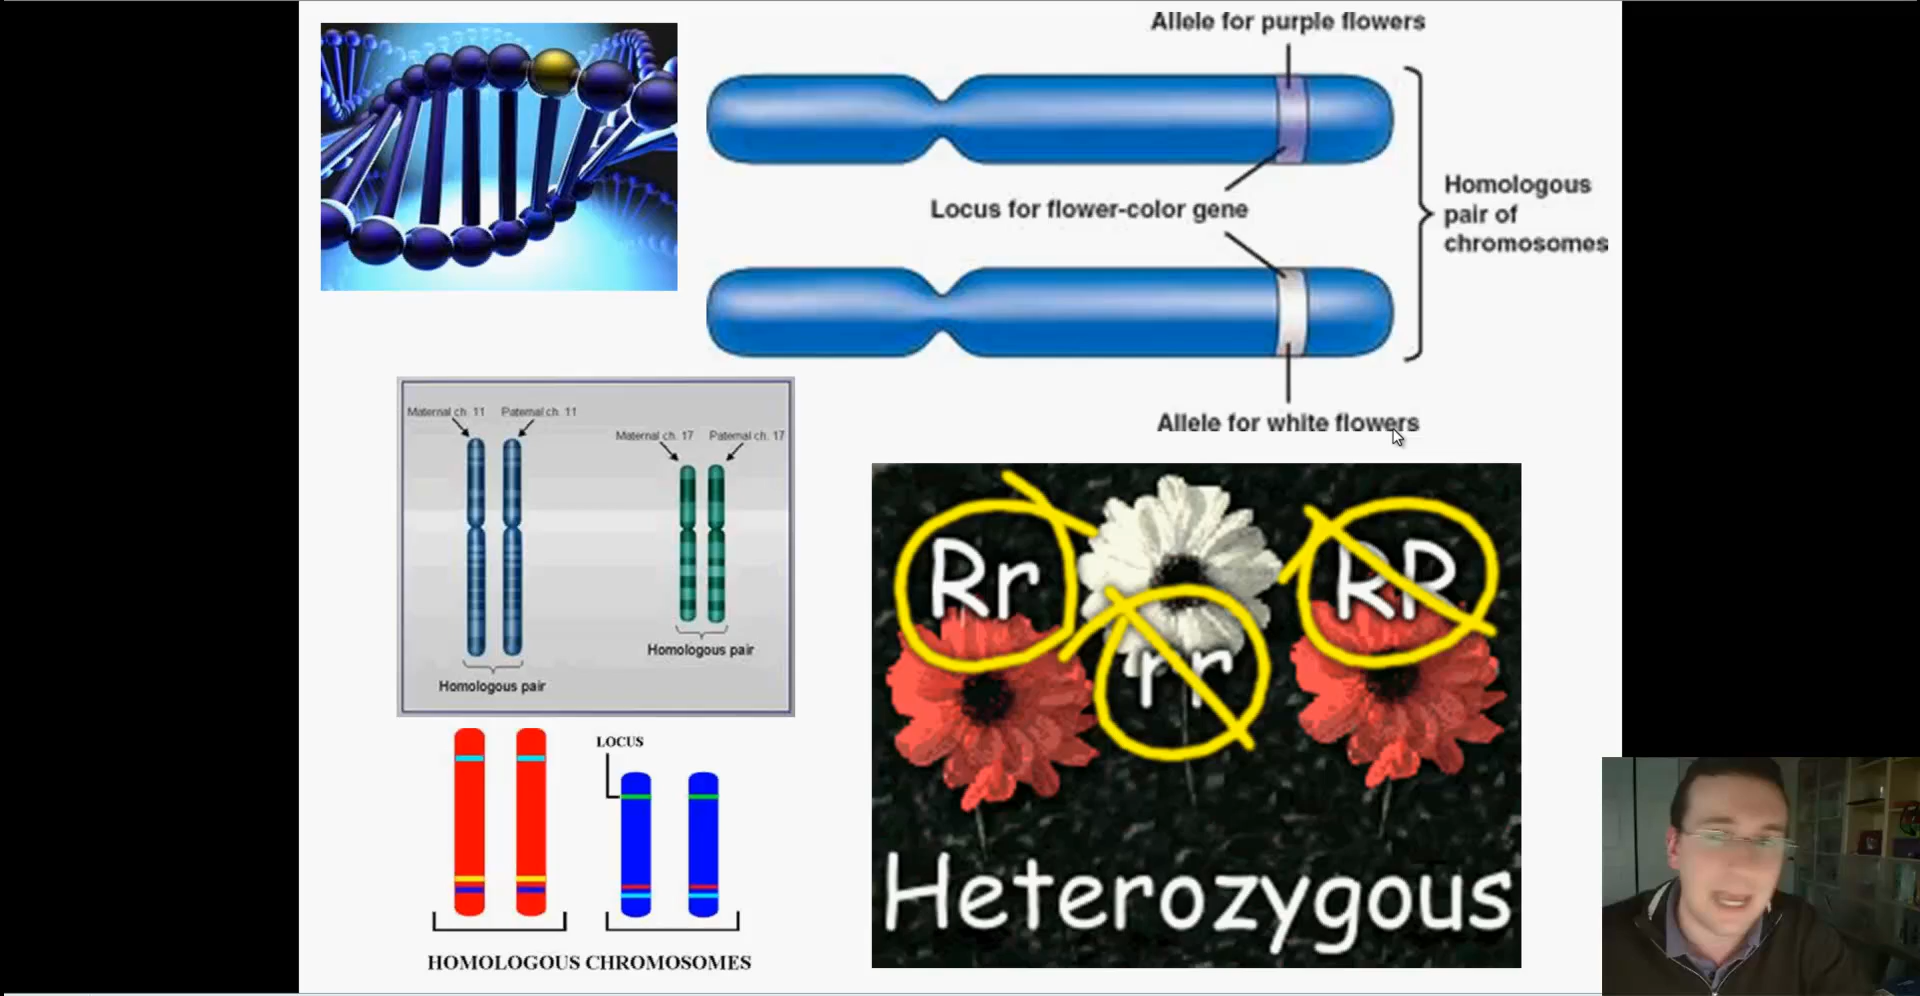 Allele for purple flowers
Locus for flower-color gene
Homologous
pair of
chromosomes
Allele for white flowers
Maternal ch. 11 Paternal ch. 11
Maternal ch. 17 Paternal ch. 17
Homologous pair
Homologous pair
LOCUS
HOMOLOGOUS CHROMOSOMES
Rr
rr
RR
Heterozygous